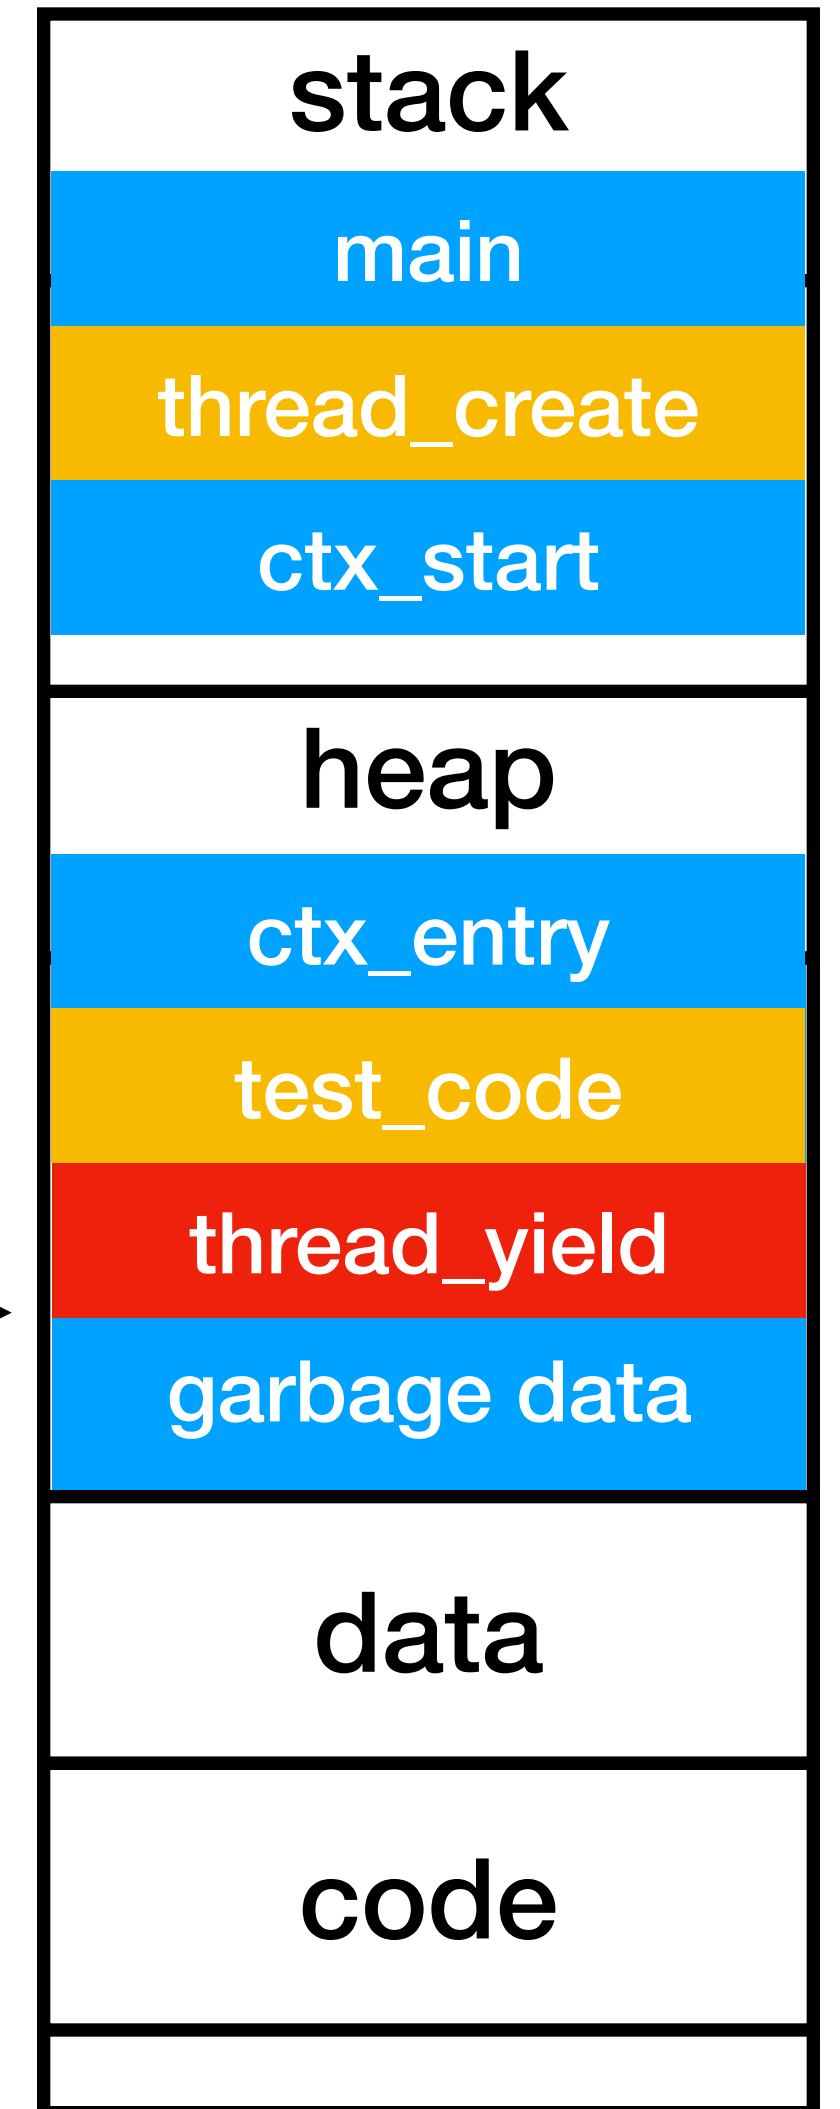 stack
main
thread_create
ctx_start
heap
ctx_entry
test_code
thread_yield
garbage data
data
code